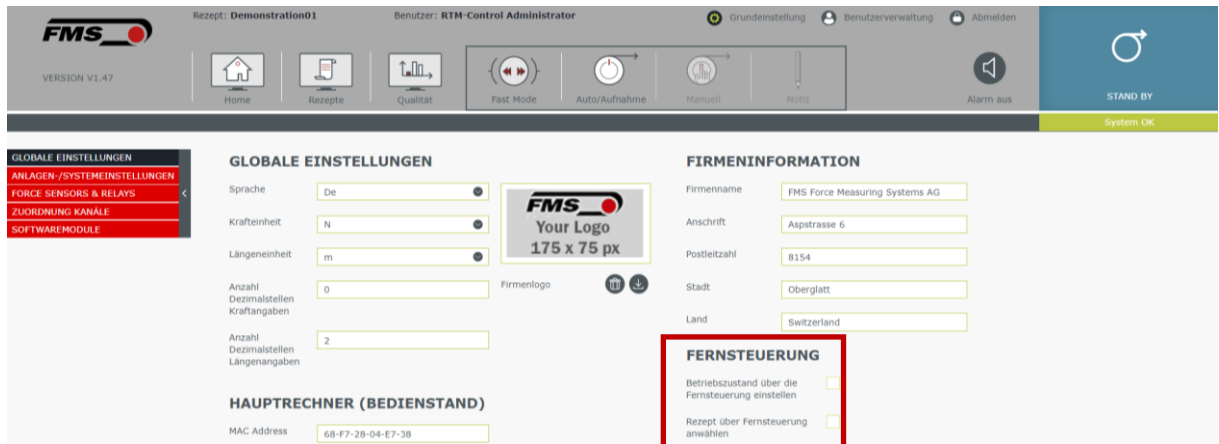 FMS
VERSION V1.47
Rezept: Demonstration01
Benutzer: RTM-Control Administrator
Grundeinstellung
Benutzerverwaltung
Abmelden
Home
Rezepte
Qualität
Fast Mode
Auto/Aufnahme
Manuell
Notiz
Alarm aus
STAND BY
System OK
GLOBALE EINSTELLUNGEN
ANLAGEN-/SYSTEMEINSTELLUNGEN
FORCE SENSORS & RELAYS
ZUORDNUNG KANÄLE
SOFTWAREMODULE
GLOBALE EINSTELLUNGEN
Sprache
De
Krafteinheit
N
Längeneinheit
m
Anzahl
Dezimalstellen
Kraftangaben
0
Anzahl
Dezimalstellen
Längenangaben
2
FMS
Your Logo
175 x 75 px
Firmenlogo
HAUPTRECHNER (BEDIENSTAND)
MAC Address
68-F7-28-04-E7-38
FIRMENINFORMATION
Firmenname
FMS Force Measuring Systems AG
Anschrift
Aspstrasse 6
Postleitzahl
8154
Stadt
Oberglatt
Land
Switzerland
FERNSTEUERUNG
Betriebszustand über die
Fernsteuerung einstellen
Rezept über Fernsteuerung
anwählen